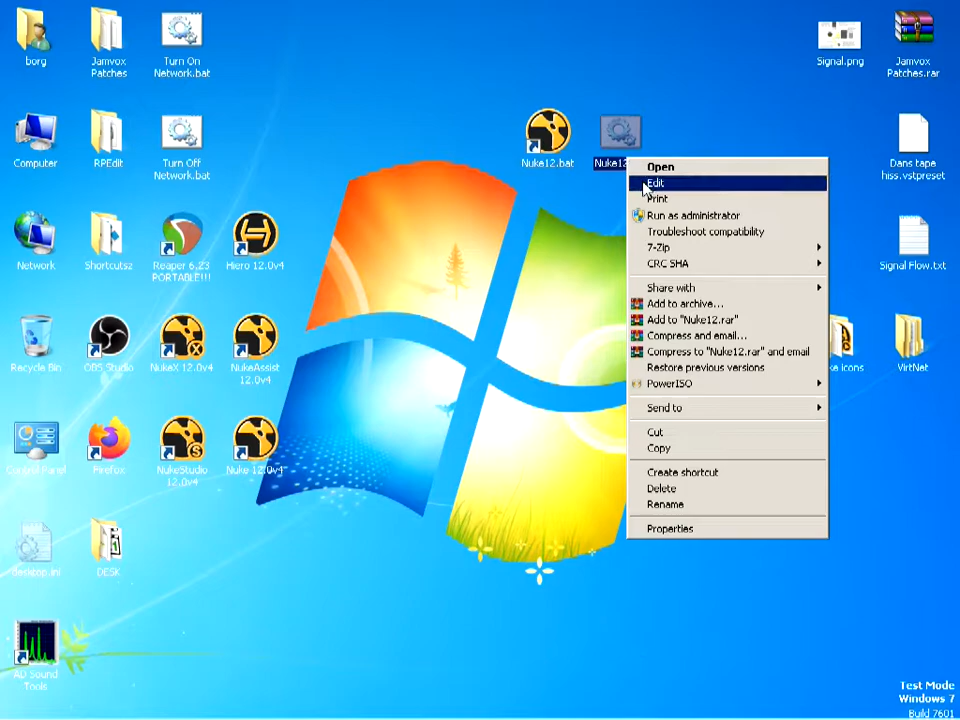 borg
Jamvox
Patches
Turn On
Network.bat
Signal.png
Jamvox
Patches.rar
Computer
RPEdit
Turn Off
Network.bat
Nuke12.bat
Nuke12
Dans tape
hiss.vstpreset
Network
Shortcutsz
Reaper 6.23
PORTABLE!!!
Hiero 12.0v4
Signal Flow.txt
Recycle Bin
OBS Studio
NukeX 12.0v4
NukeAssist
12.0v4
icons
VirtNet
Control Panel
Firefox
NukeStudio
12.0v4
Nuke 12.0v4
desktop.ini
DESK
AD Sound
Tools
Open
Edit
Print
Run as administrator
Troubleshoot compatibility
7-Zip
CRC SHA
Share with
Add to archive...
Add to "Nuke12.rar"
Compress and email...
Compress to "Nuke12.rar" and email
Restore previous versions
PowerISO
Send to
Cut
Copy
Create shortcut
Delete
Rename
Properties
Test Mode
Windows 7
Build 7601